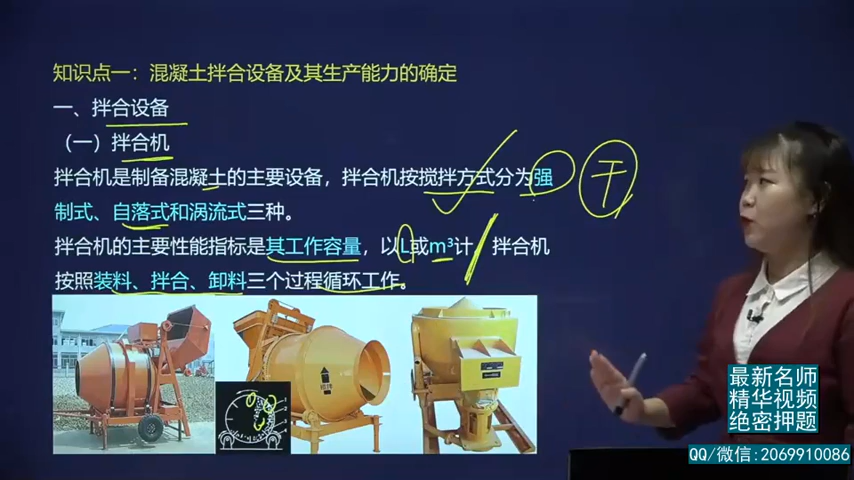 知识点一：混凝土拌合设备及其生产能力的确定
一、拌合设备
（一）拌合机
拌合机是制备混凝土的主要设备，拌合机按搅拌方式分为强
制式、自落式和涡流式三种。
干
拌合机的主要性能指标是其工作容量，以L或m³计，拌合机
按照装料、拌合、卸料三个过程循环工作。
最新名师
精华视频
绝密押题
QQ/微信:2069910086